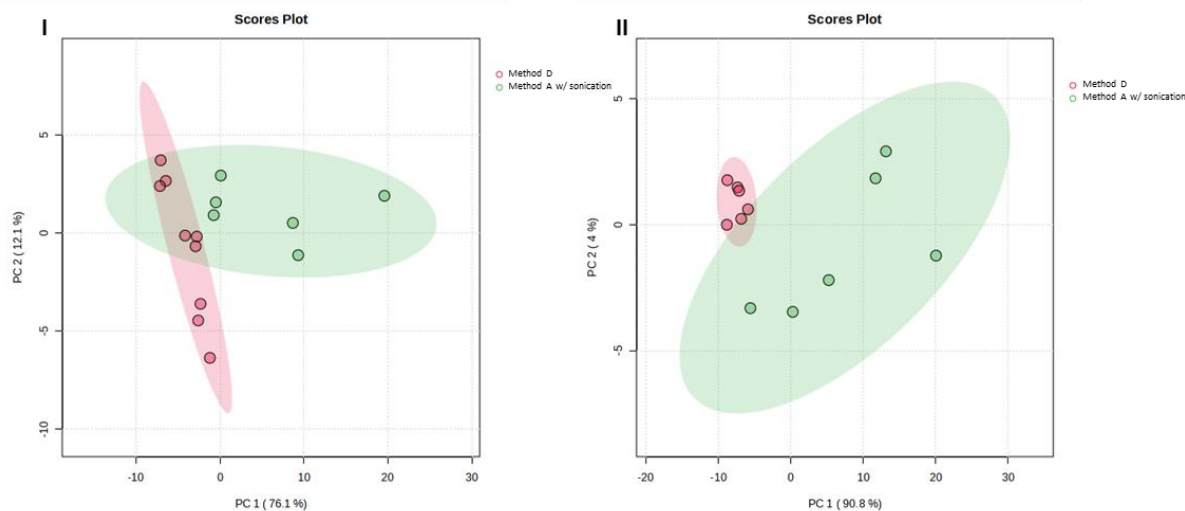 I
Scores Plot
PC 2 ( 12.1 %)
5
0
-5
-10
-10
0
10
20
30
PC 1 ( 76.1 %)
Method D
Method A w/ sonication
II
Scores Plot
PC 2 ( 4 %)
5
0
-5
-20
-10
0
10
20
30
PC 1 ( 90.8 %)
Method D
Method A w/ sonication